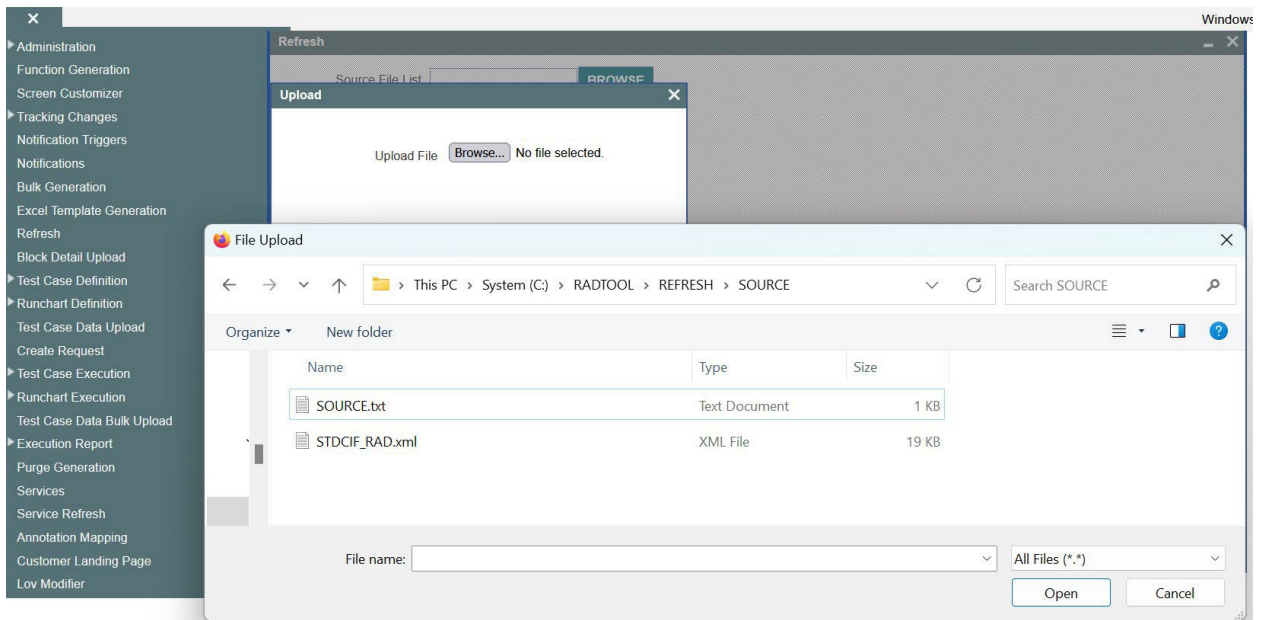 × Windows
Administration
Function Generation
Screen Customizer
Tracking Changes
Notification Triggers
Notifications
Bulk Generation
Excel Template Generation
Refresh
Block Detail Upload
Test Case Definition
Runchart Definition
Test Case Data Upload
Create Request
Test Case Execution
Runchart Execution
Test Case Data Bulk Upload
Execution Report
Purge Generation
Services
Service Refresh
Annotation Mapping
Customer Landing Page
Lov Modifier
Refresh
Source File List BROWSE
Upload
Upload File Browse... No file selected.
File Upload
This PC > System (C:) > RADTOOL > REFRESH > SOURCE
Search SOURCE
Organize New folder
Name Type Size
SOURCE.txt Text Document 1 KB
STDCIF_RAD.xml XML File 19 KB
File name: All Files (*.*)
Open Cancel